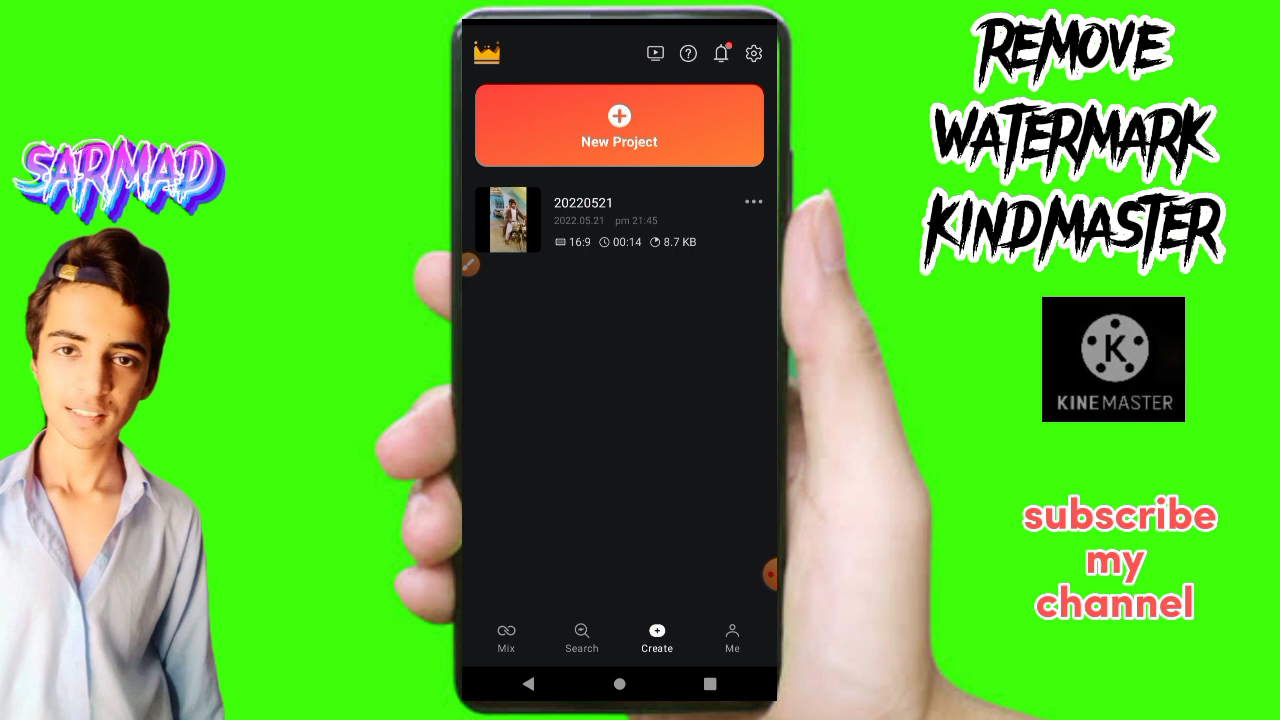 SARMAD
New Project
20220521
2022.05.21 pm 21:45
16:9 00:14 8.7 KB
Mix
Search
Create
Me
REMOVE
WATERMARK
KINDMASTER
K
KINEMASTER
subscribe
my
channel